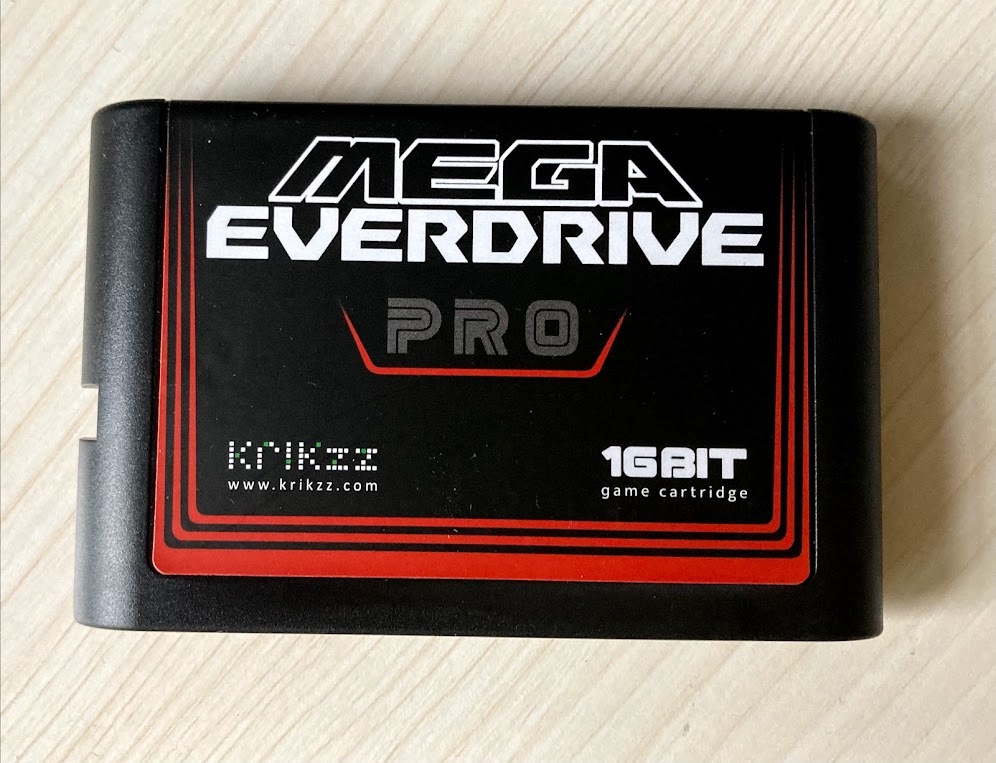 MEGA
EVERDRIVE
PRO
krikzz
www.krikzz.com
16BIT
game cartridge